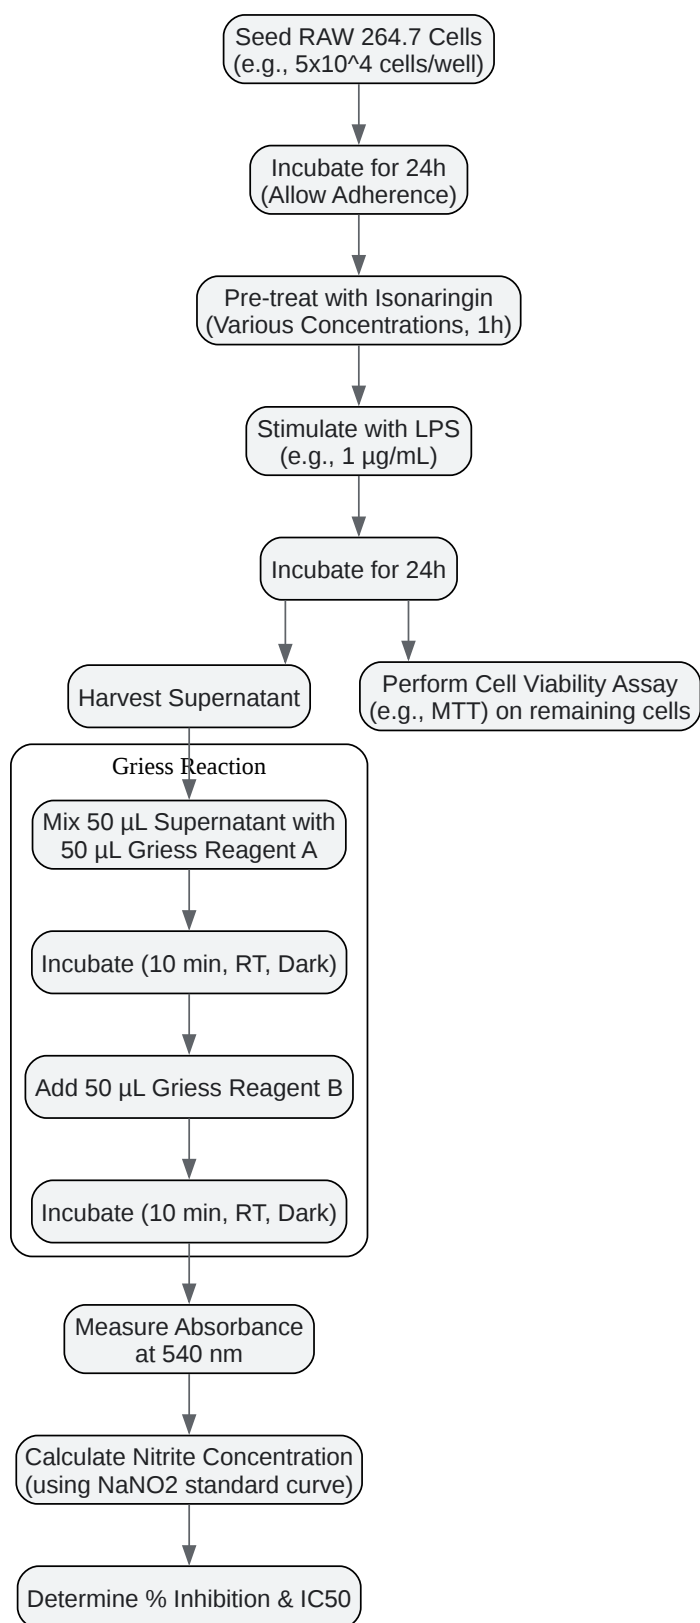 Seed RAW 264.7 Cells
(e.g., 5x10^4 cells/well)
Incubate for 24h
(Allow Adherence)
Pre-treat with Isonaringin
(Various Concentrations, 1h)
Stimulate with LPS
(e.g., 1 µg/mL)
Incubate for 24h
Harvest Supernatant
Perform Cell Viability Assay
(e.g., MTT) on remaining cells
Griess Reaction
Mix 50 µL Supernatant with
50 µL Griess Reagent A
Incubate (10 min, RT, Dark)
Add 50 µL Griess Reagent B
Incubate (10 min, RT, Dark)
Measure Absorbance
at 540 nm
Calculate Nitrite Concentration
(using NaNO2 standard curve)
Determine % Inhibition & IC50